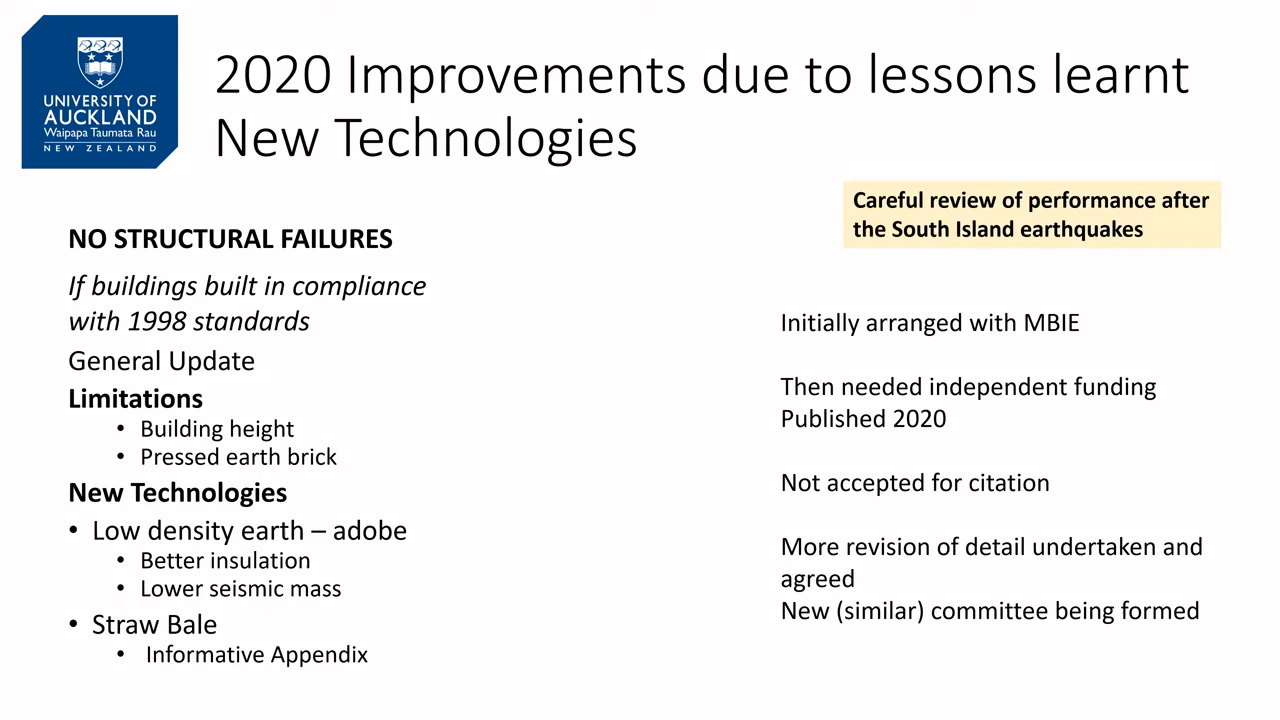 UNIVERSITY OF
AUCKLAND
Waipapa Taumata Rau
NEW ZEALAND
2020 Improvements due to lessons learnt
New Technologies
Careful review of performance after
the South Island earthquakes
NO STRUCTURAL FAILURES
If buildings built in compliance
with 1998 standards
General Update
Limitations
• Building height
• Pressed earth brick
New Technologies
• Low density earth – adobe
• Better insulation
• Lower seismic mass
• Straw Bale
• Informative Appendix
Initially arranged with MBIE
Then needed independent funding
Published 2020
Not accepted for citation
More revision of detail undertaken and
agreed
New (similar) committee being formed